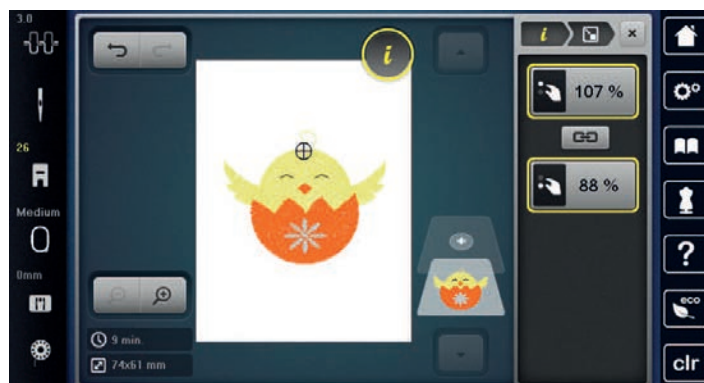 3.0
26
Medium
0mm
i
9 min.
74x61 mm
i
107 %
88 %
?
eco
clr